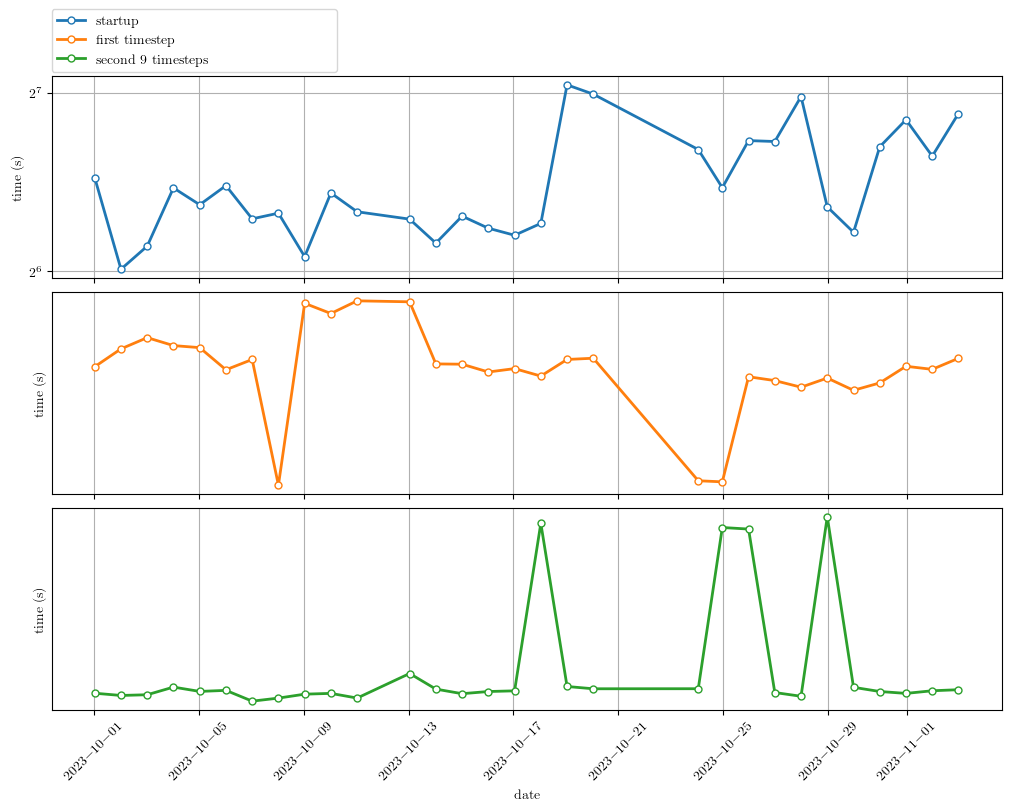 startup
first timestep
second 9 timesteps
2^7
2^6
time (s)
time (s)
time (s)
2023−10−01
2023−10−05
2023−10−09
2023−10−13
2023−10−17
2023−10−21
2023−10−25
2023−10−29
2023−11−01
date